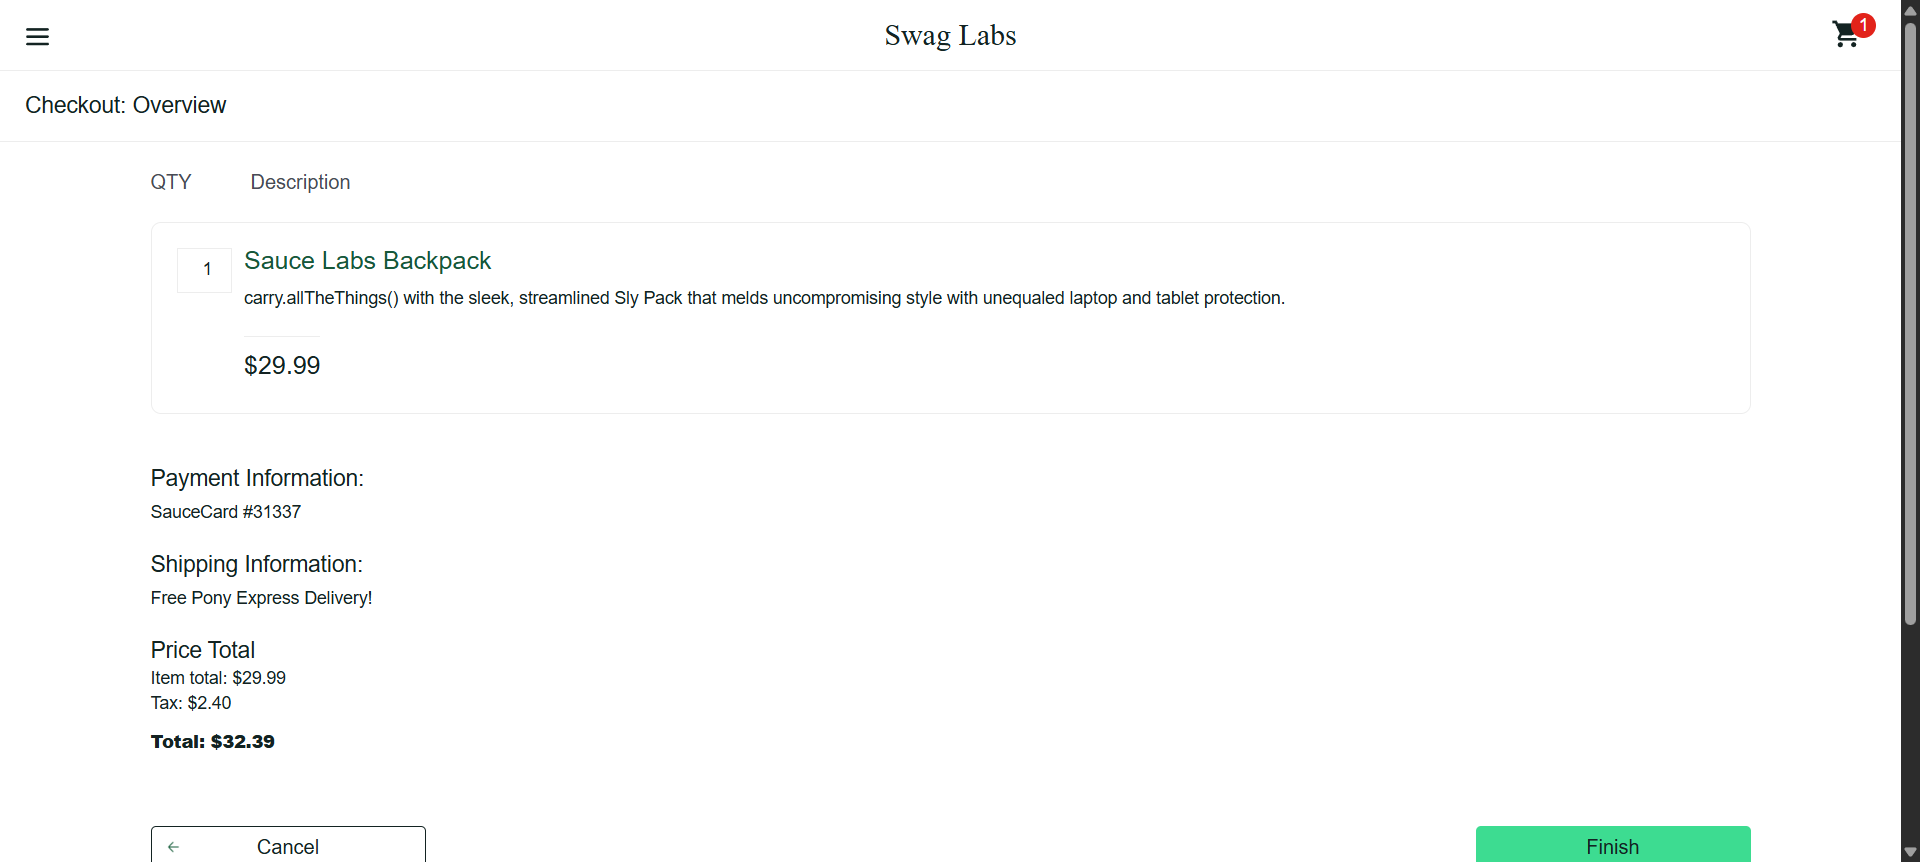 Swag Labs
1
Checkout: Overview
QTY Description
1
Sauce Labs Backpack
carry.allTheThings() with the sleek, streamlined Sly Pack that melds uncompromising style with unequaled laptop and tablet protection.
$29.99
Payment Information:
SauceCard #31337
Shipping Information:
Free Pony Express Delivery!
Price Total
Item total: $29.99
Tax: $2.40
Total: $32.39
Cancel Finish